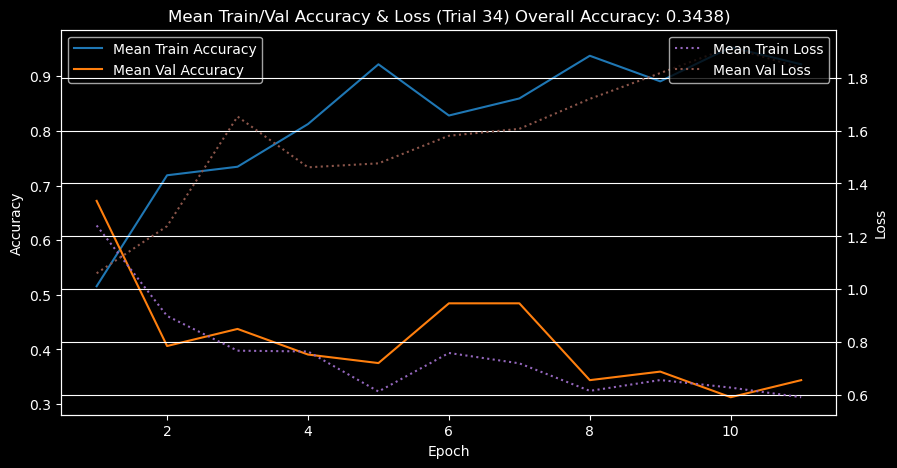 Mean Train/Val Accuracy & Loss (Trial 34) Overall Accuracy: 0.3438)
Mean Train Accuracy
Mean Val Accuracy
Mean Train Loss
Mean Val Loss
Accuracy
0.9
0.8
0.7
0.6
0.5
0.4
0.3
1.8
1.6
1.4
1.2
1.0
0.8
0.6
Loss
2
4
6
8
10
Epoch